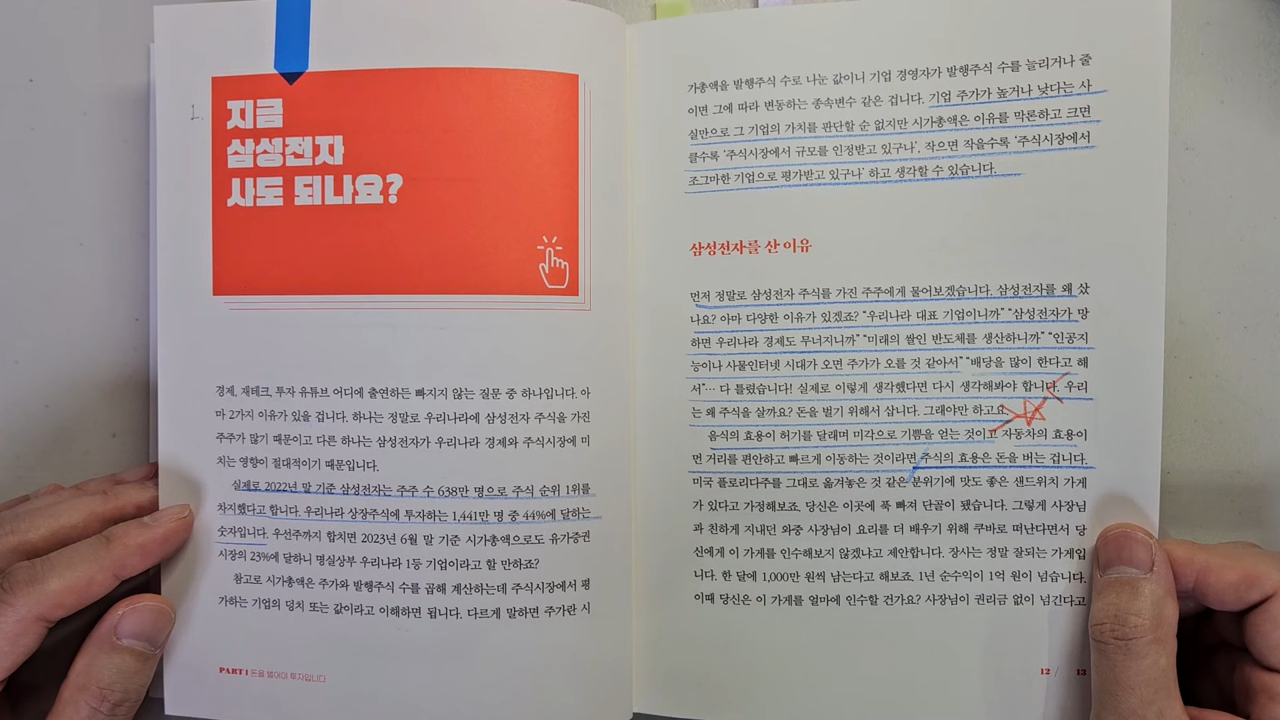 1.
지금
삼성전자
사도 되나요?
경제, 재테크, 투자 유튜브 어디에 출연하든 빠지지 않는 질문 중 하나입니다. 아
마 2가지 이유가 있을 겁니다. 하나는 정말로 우리나라에 삼성전자 주식을 가진
주주가 많기 때문이고 다른 하나는 삼성전자가 우리나라 경제와 주식시장에 미
치는 영향이 절대적이기 때문입니다.
실제로 2022년 말 기준 삼성전자는 주주 수 638만 명으로 주식 순위 1위를
차지했다고 합니다. 우리나라 상장주식에 투자하는 1,441만 명 중 44%에 달하는
숫자입니다. 우선주까지 합치면 2023년 6월 말 기준 시가총액으로도 유가증권
시장의 23%에 달하니 명실상부 우리나라 1등 기업이라고 할 만하죠?
참고로 시가총액은 주가와 발행주식 수를 곱해 계산하는데 주식시장에서 평
가하는 기업의 덩치 또는 값이라고 이해하면 됩니다. 다르게 말하면 주가란 시
PART 1 돈을 벌어야 투자입니다
가총액을 발행주식 수로 나눈 값이니 기업 경영자가 발행주식 수를 늘리거나 줄
이면 그에 따라 변동하는 종속변수 같은 겁니다. 기업 주가가 높거나 낮다는 사
실만으로 그 기업의 가치를 판단할 순 없지만 시가총액은 이유를 막론하고 크면
클수록 ‘주식시장에서 규모를 인정받고 있구나’, 작으면 작을수록 ‘주식시장에서
조그마한 기업으로 평가받고 있구나’ 하고 생각할 수 있습니다.
삼성전자를 산 이유
먼저 정말로 삼성전자 주식을 가진 주주에게 물어보겠습니다. 삼성전자를 왜 샀
나요? 아마 다양한 이유가 있겠죠? “우리나라 대표 기업이니까” “삼성전자가 망
하면 우리나라 경제도 무너지니까” “미래의 쌀인 반도체를 생산하니까” “인공지
능이나 사물인터넷 시대가 오면 주가가 오를 것 같아서” “배당을 많이 한다고 해
서”… 다 틀렸습니다! 실제로 이렇게 생각했다면 다시 생각해봐야 합니다. 우리
는 왜 주식을 살까요? 돈을 벌기 위해서 삽니다. 그래야만 하고요.
음식의 효용이 허기를 달래며 미각으로 기쁨을 얻는 것이고 자동차의 효용이
먼 거리를 편안하고 빠르게 이동하는 것이라면 주식의 효용은 돈을 버는 겁니다.
미국 플로리다주를 그대로 옮겨놓은 것 같은 분위기에 맛도 좋은 샌드위치 가게
가 있다고 가정해보죠. 당신은 이곳에 푹 빠져 단골이 됐습니다. 그렇게 사장님
과 친하게 지내던 와중 사장님이 요리를 더 배우기 위해 쿠바로 떠난다면서 당
신에게 이 가게를 인수해보지 않겠냐고 제안합니다. 장사는 정말 잘되는 가게입
니다. 한 달에 1,000만 원씩 남는다고 해보죠. 1년 순수익이 1억 원이 넘습니다.
이때 당신은 이 가게를 얼마에 인수할 건가요? 사장님이 권리금 없이 넘긴다고
12 / 13